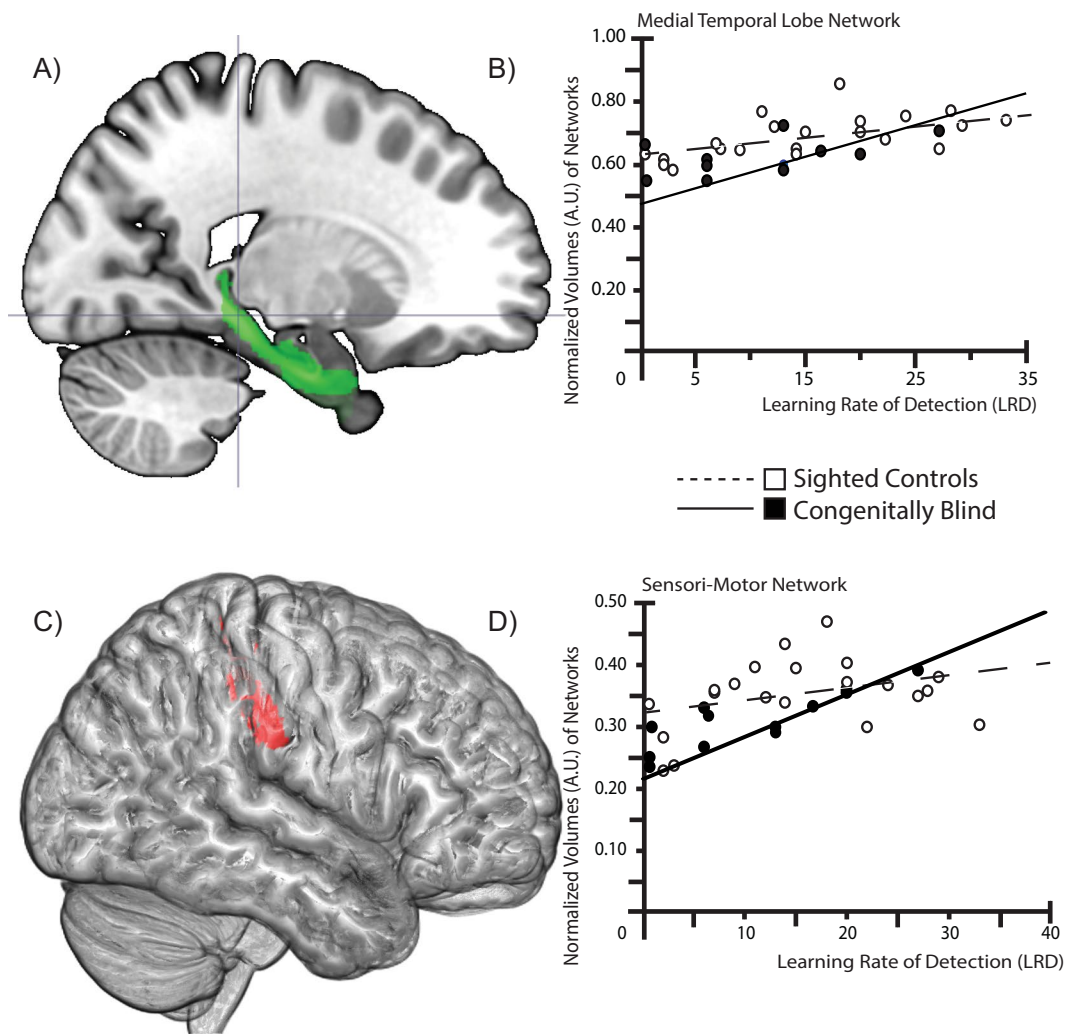 A)
B)
Medial Temporal Lobe Network
Normalized Volumes (A.U.) of Networks
1.00
0.80
0.60
0.40
0.20
0
5
15
25
35
Learning Rate of Detection (LRD)
Sighted Controls
Congenitally Blind
C)
D)
Sensori-Motor Network
Normalized Volumes (A.U.) of Networks
0.50
0.40
0.30
0.20
0.10
0
10
20
30
40
Learning Rate of Detection (LRD)